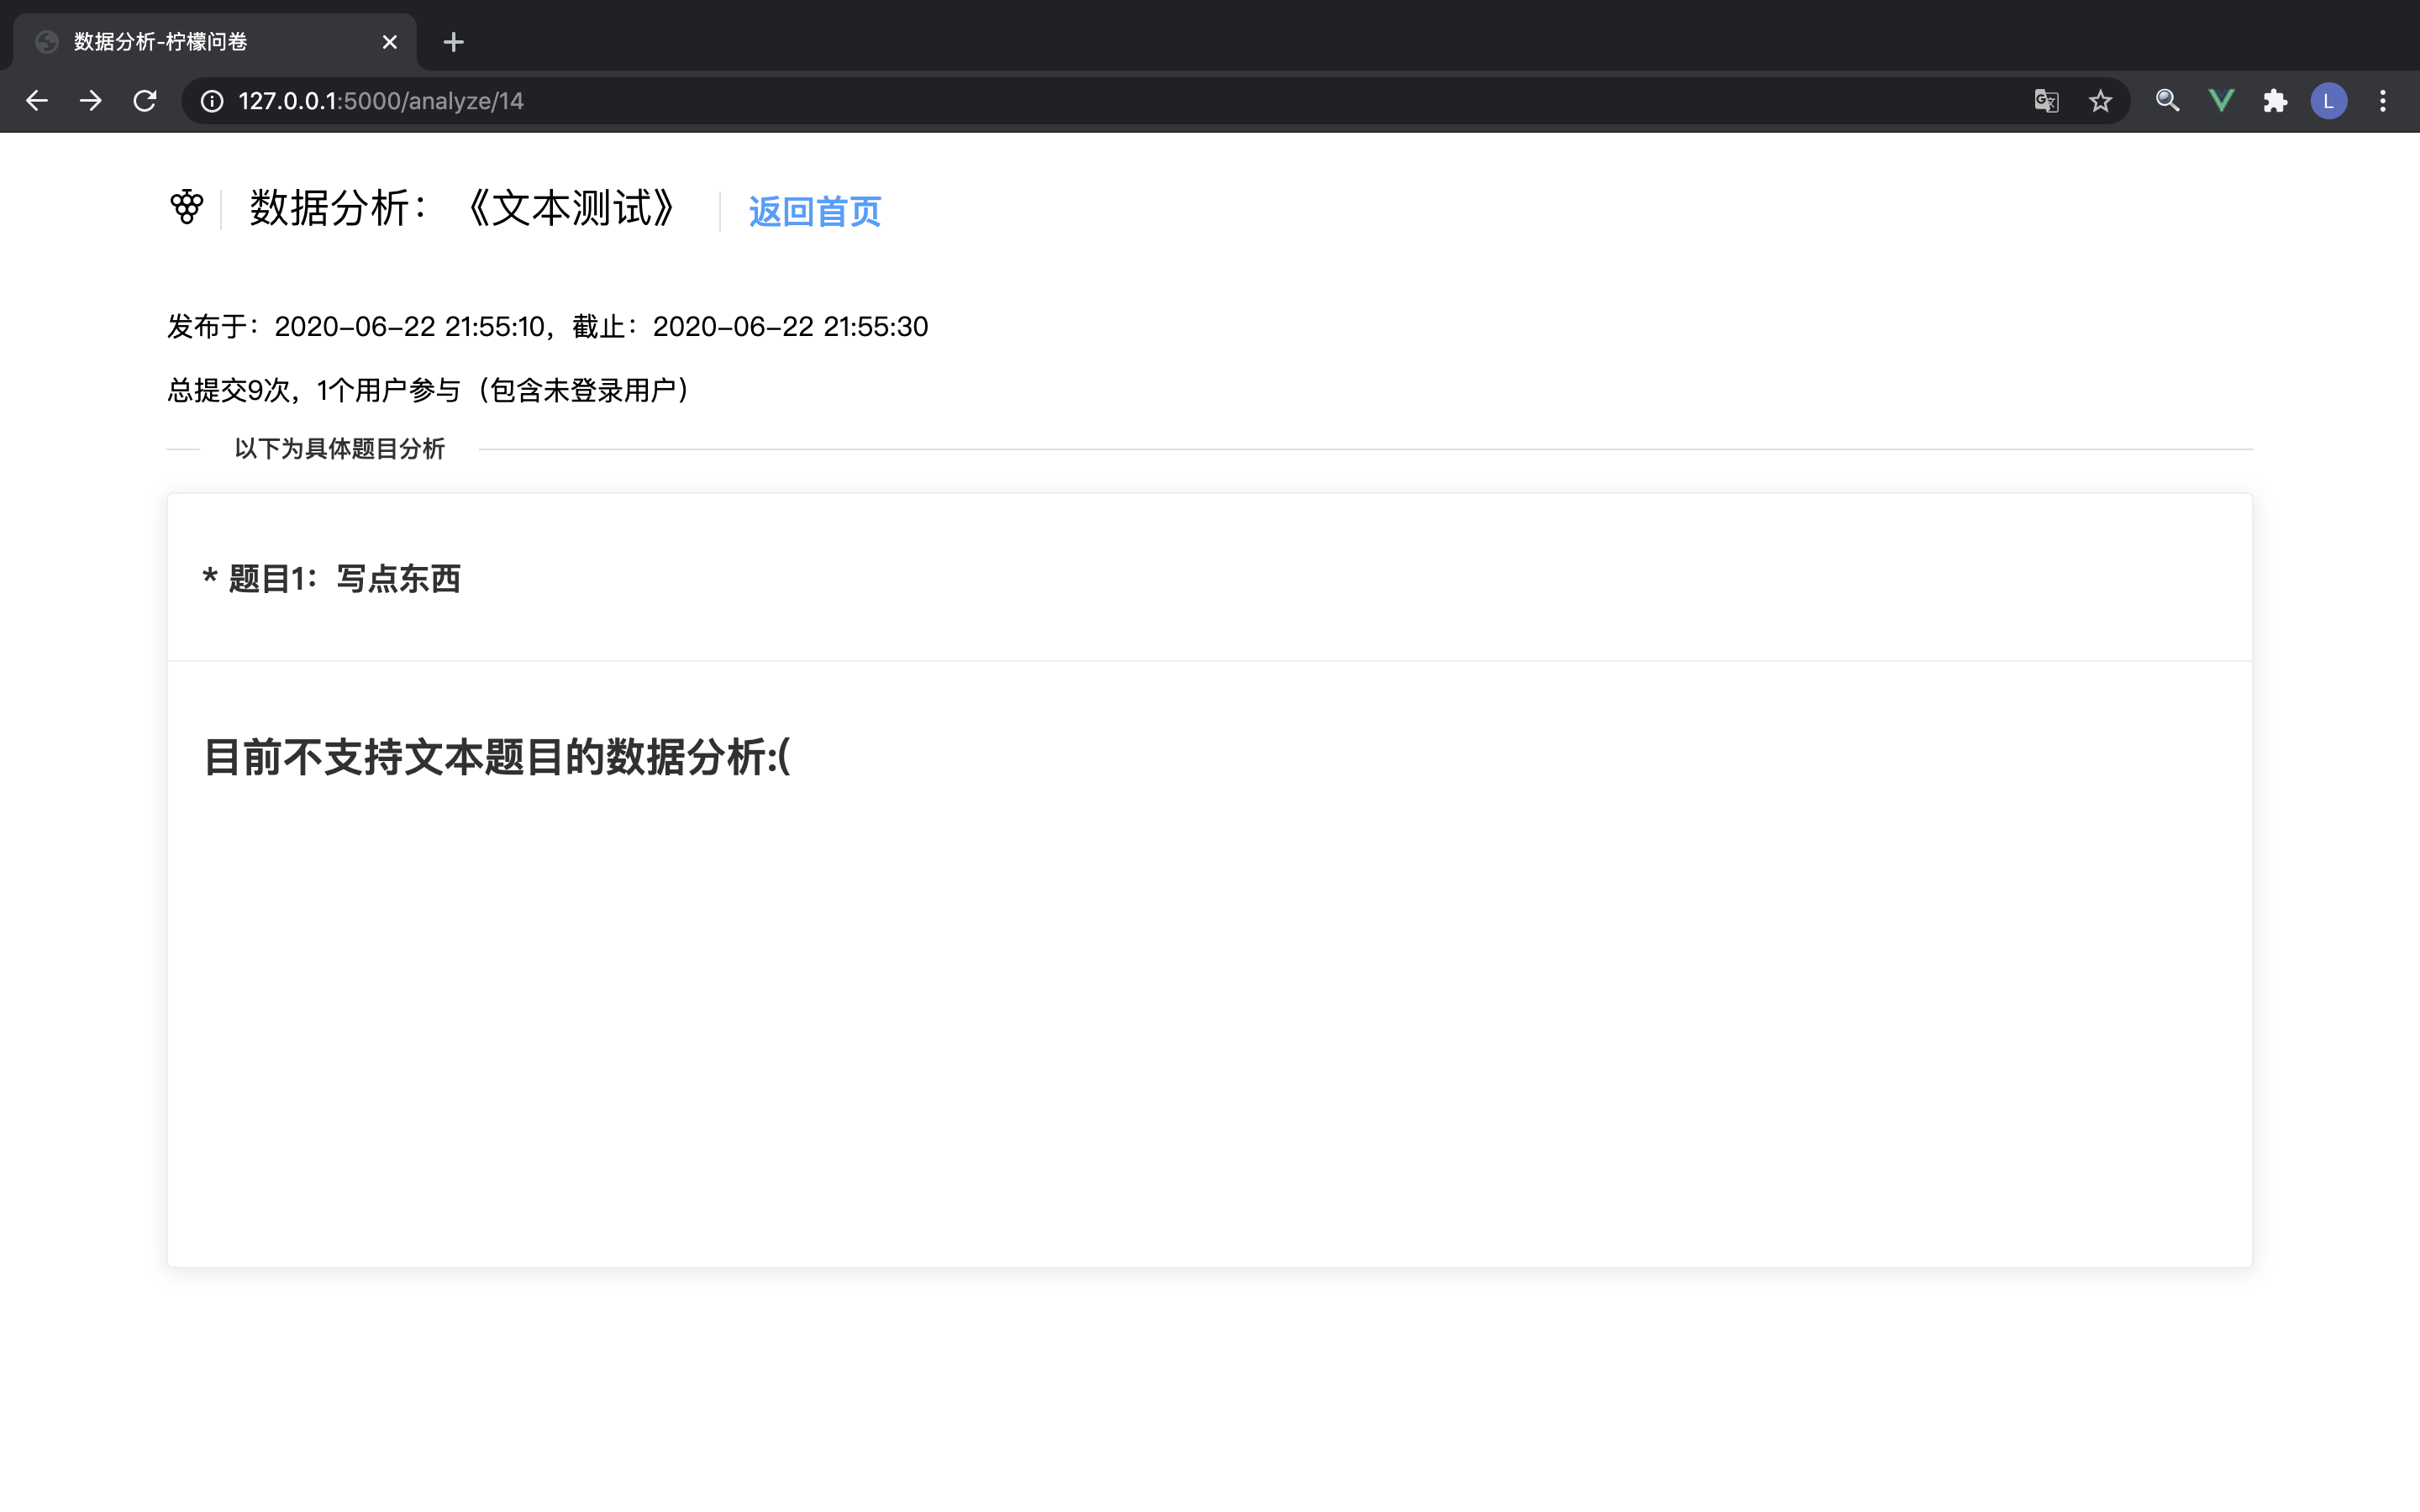 数据分析-柠檬问卷
127.0.0.1:5000/analyze/14
L
数据分析：《文本测试》 返回首页
发布于：2020-06-22 21:55:10，截止：2020-06-22 21:55:30
总提交9次，1个用户参与（包含未登录用户）
以下为具体题目分析
* 题目1：写点东西
目前不支持文本题目的数据分析:(